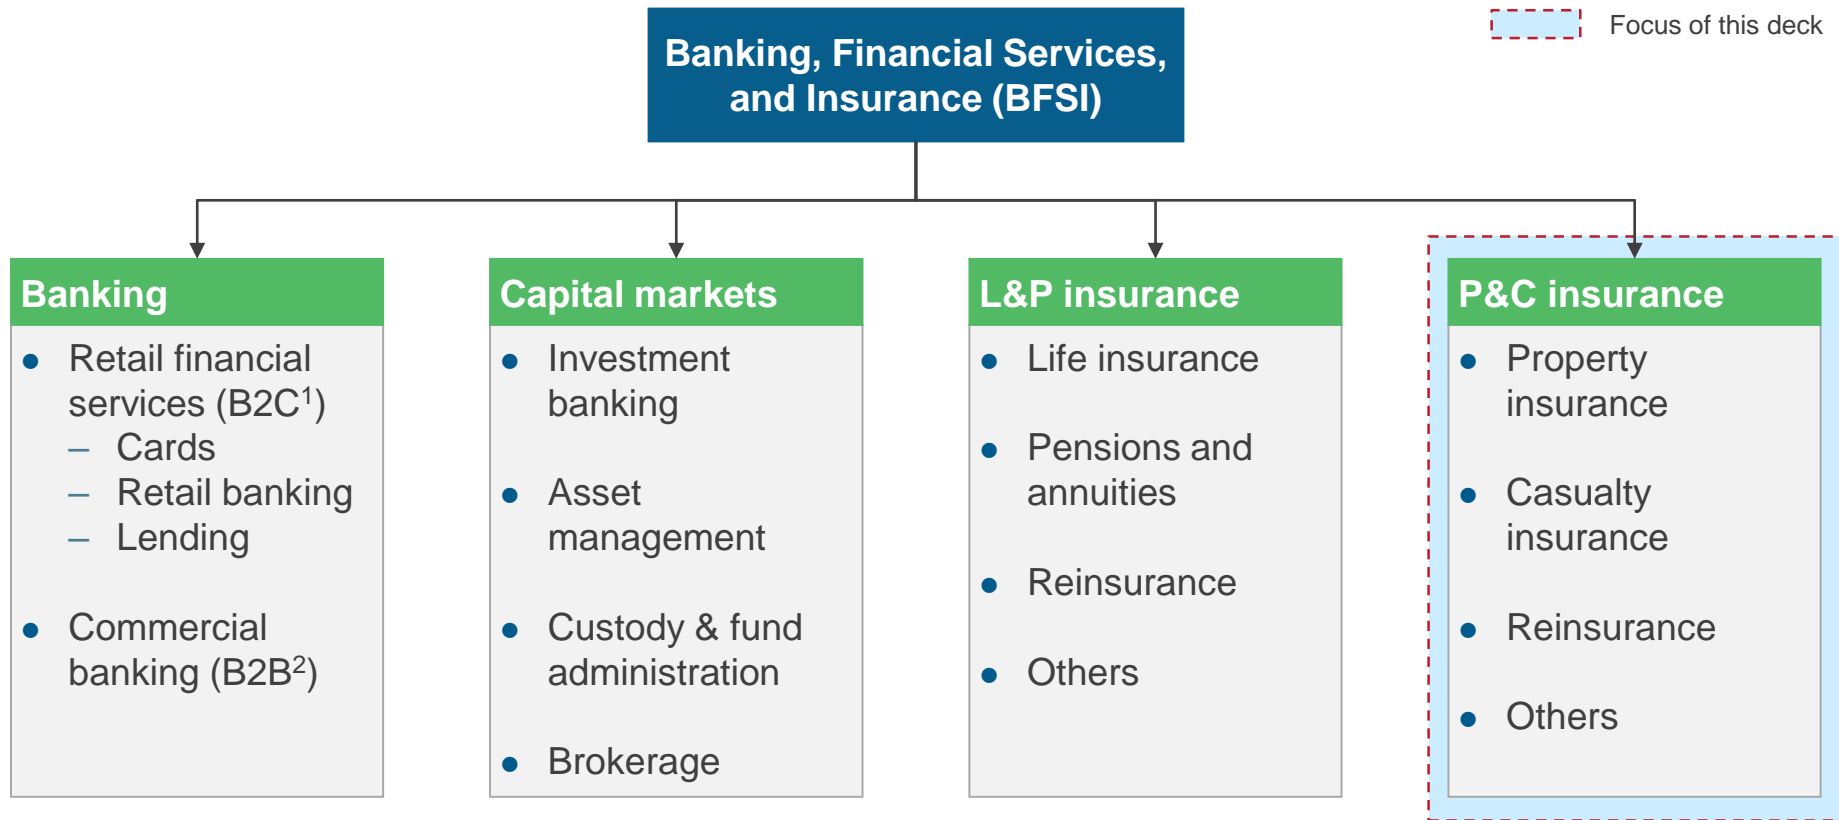 Banking, Financial Services,
and Insurance (BFSI)
Focus of this deck
Banking
● Retail financial
services (B2C¹)
– Cards
– Retail banking
– Lending
● Commercial
banking (B2B²)
Capital markets
● Investment
banking
● Asset
management
● Custody & fund
administration
● Brokerage
L&P insurance
● Life insurance
● Pensions and
annuities
● Reinsurance
● Others
P&C insurance
● Property
insurance
● Casualty
insurance
● Reinsurance
● Others